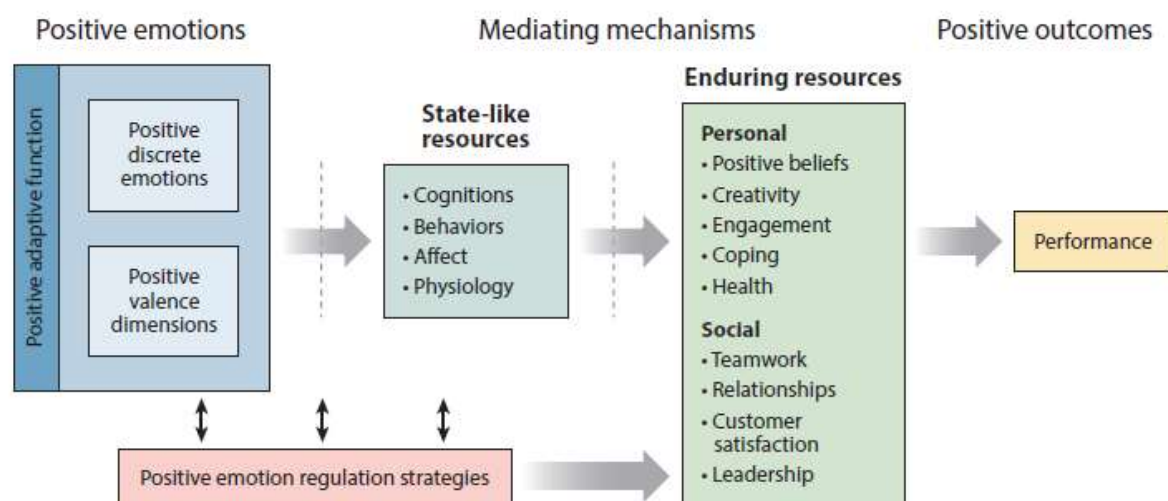 Positive emotions
Mediating mechanisms
Positive outcomes
Positive adaptive function
Positive
discrete
emotions
Positive
valence
dimensions
State-like
resources
• Cognitions
• Behaviors
• Affect
• Physiology
Enduring resources
Personal
• Positive beliefs
• Creativity
• Engagement
• Coping
• Health
Social
• Teamwork
• Relationships
• Customer
satisfaction
• Leadership
Performance
Positive emotion regulation strategies